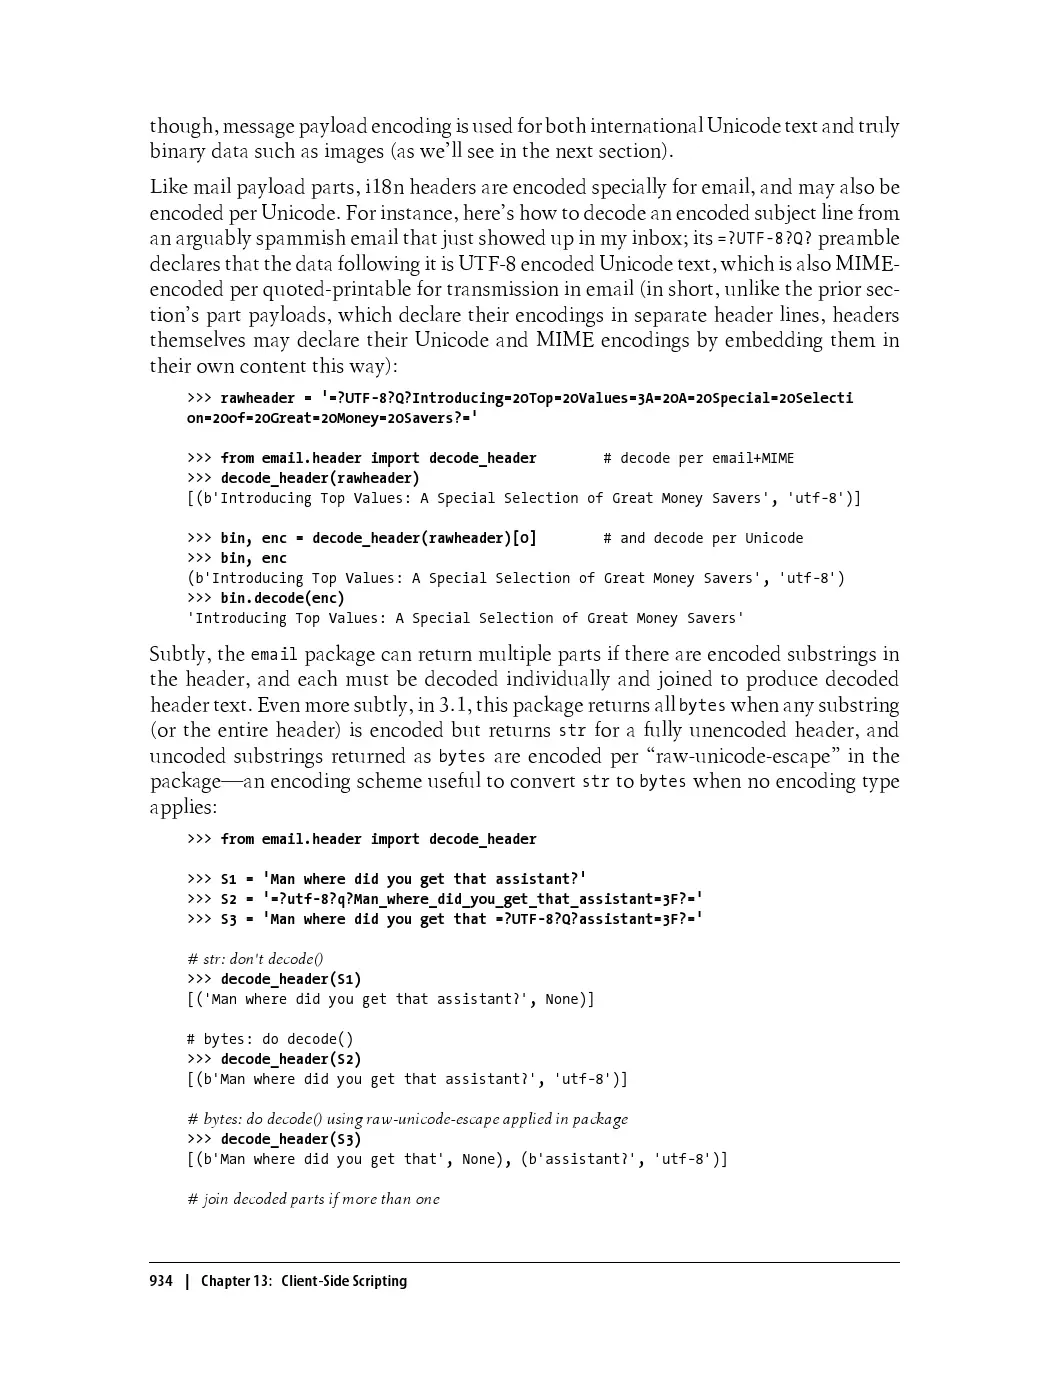 though, message payload encoding is used for both international Unicode text and truly
binary data such as images (as we’ll see in the next section).
Like mail payload parts, i18n headers are encoded specially for email, and may also be
encoded per Unicode. For instance, here’s how to decode an encoded subject line from
an arguably spammish email that just showed up in my inbox; its =?UTF-8?Q? preamble
declares that the data following it is UTF-8 encoded Unicode text, which is also MIME-
encoded per quoted-printable for transmission in email (in short, unlike the prior sec-
tion’s part payloads, which declare their encodings in separate header lines, headers
themselves may declare their Unicode and MIME encodings by embedding them in
their own content this way):
>>> rawheader = '=?UTF-8?Q?Introducing=20Top=20Values=3A=20A=20Special=20Selecti
on=20of=20Great=20Money=20Savers?='
>>> from email.header import decode_header # decode per email+MIME
>>> decode_header(rawheader)
[(b'Introducing Top Values: A Special Selection of Great Money Savers', 'utf-8')]
>>> bin, enc = decode_header(rawheader)[0] # and decode per Unicode
>>> bin, enc
(b'Introducing Top Values: A Special Selection of Great Money Savers', 'utf-8')
>>> bin.decode(enc)
'Introducing Top Values: A Special Selection of Great Money Savers'
Subtly, the email package can return multiple parts if there are encoded substrings in
the header, and each must be decoded individually and joined to produce decoded
header text. Even more subtly, in 3.1, this package returns all bytes when any substring
(or the entire header) is encoded but returns str for a fully unencoded header, and
uncoded substrings returned as bytes are encoded per “raw-unicode-escape” in the
package—an encoding scheme useful to convert str to bytes when no encoding type
applies:
>>> from email.header import decode_header
>>> S1 = 'Man where did you get that assistant?'
>>> S2 = '=?utf-8?q?Man_where_did_you_get_that_assistant=3F?='
>>> S3 = 'Man where did you get that =?UTF-8?Q?assistant=3F?='
# str: don't decode()
>>> decode_header(S1)
[('Man where did you get that assistant?', None)]
# bytes: do decode()
>>> decode_header(S2)
[(b'Man where did you get that assistant?', 'utf-8')]
# bytes: do decode() using raw-unicode-escape applied in package
>>> decode_header(S3)
[(b'Man where did you get that', None), (b'assistant?', 'utf-8')]
# join decoded parts if more than one
934 | Chapter 13: Client-Side Scripting